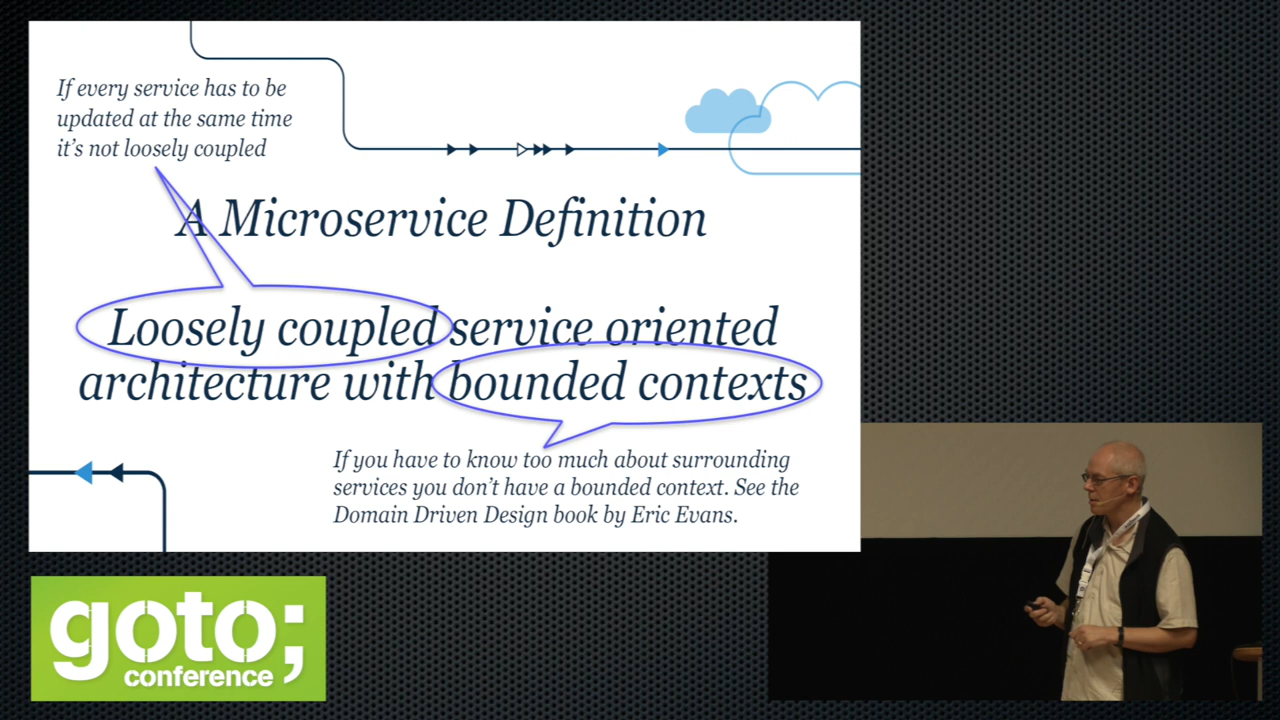 If every service has to be
updated at the same time
it's not loosely coupled
A Microservice Definition
Loosely coupled service oriented
architecture with bounded contexts
If you have to know too much about surrounding
services you don't have a bounded context. See the
Domain Driven Design book by Eric Evans.
goto;
conference